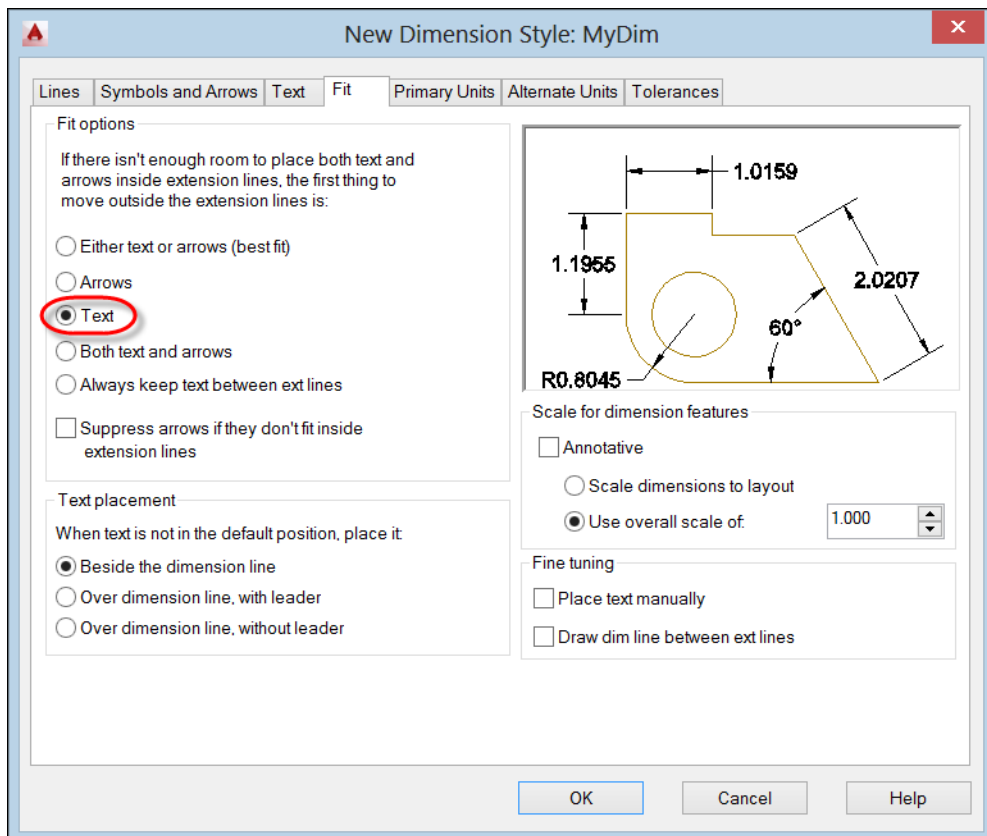 New Dimension Style: MyDim
Lines
Symbols and Arrows
Text
Fit
Primary Units
Alternate Units
Tolerances
Fit options
If there isn't enough room to place both text and
arrows inside extension lines, the first thing to
move outside the extension lines is:
Either text or arrows (best fit)
Arrows
Text
Both text and arrows
Always keep text between ext lines
Suppress arrows if they don't fit inside
extension lines
Text placement
When text is not in the default position, place it:
Beside the dimension line
Over dimension line, with leader
Over dimension line, without leader
1.0159
1.1955
2.0207
60°
R0.8045
Scale for dimension features
Annotative
Scale dimensions to layout
Use overall scale of:
1.000
Fine tuning
Place text manually
Draw dim line between ext lines
OK
Cancel
Help